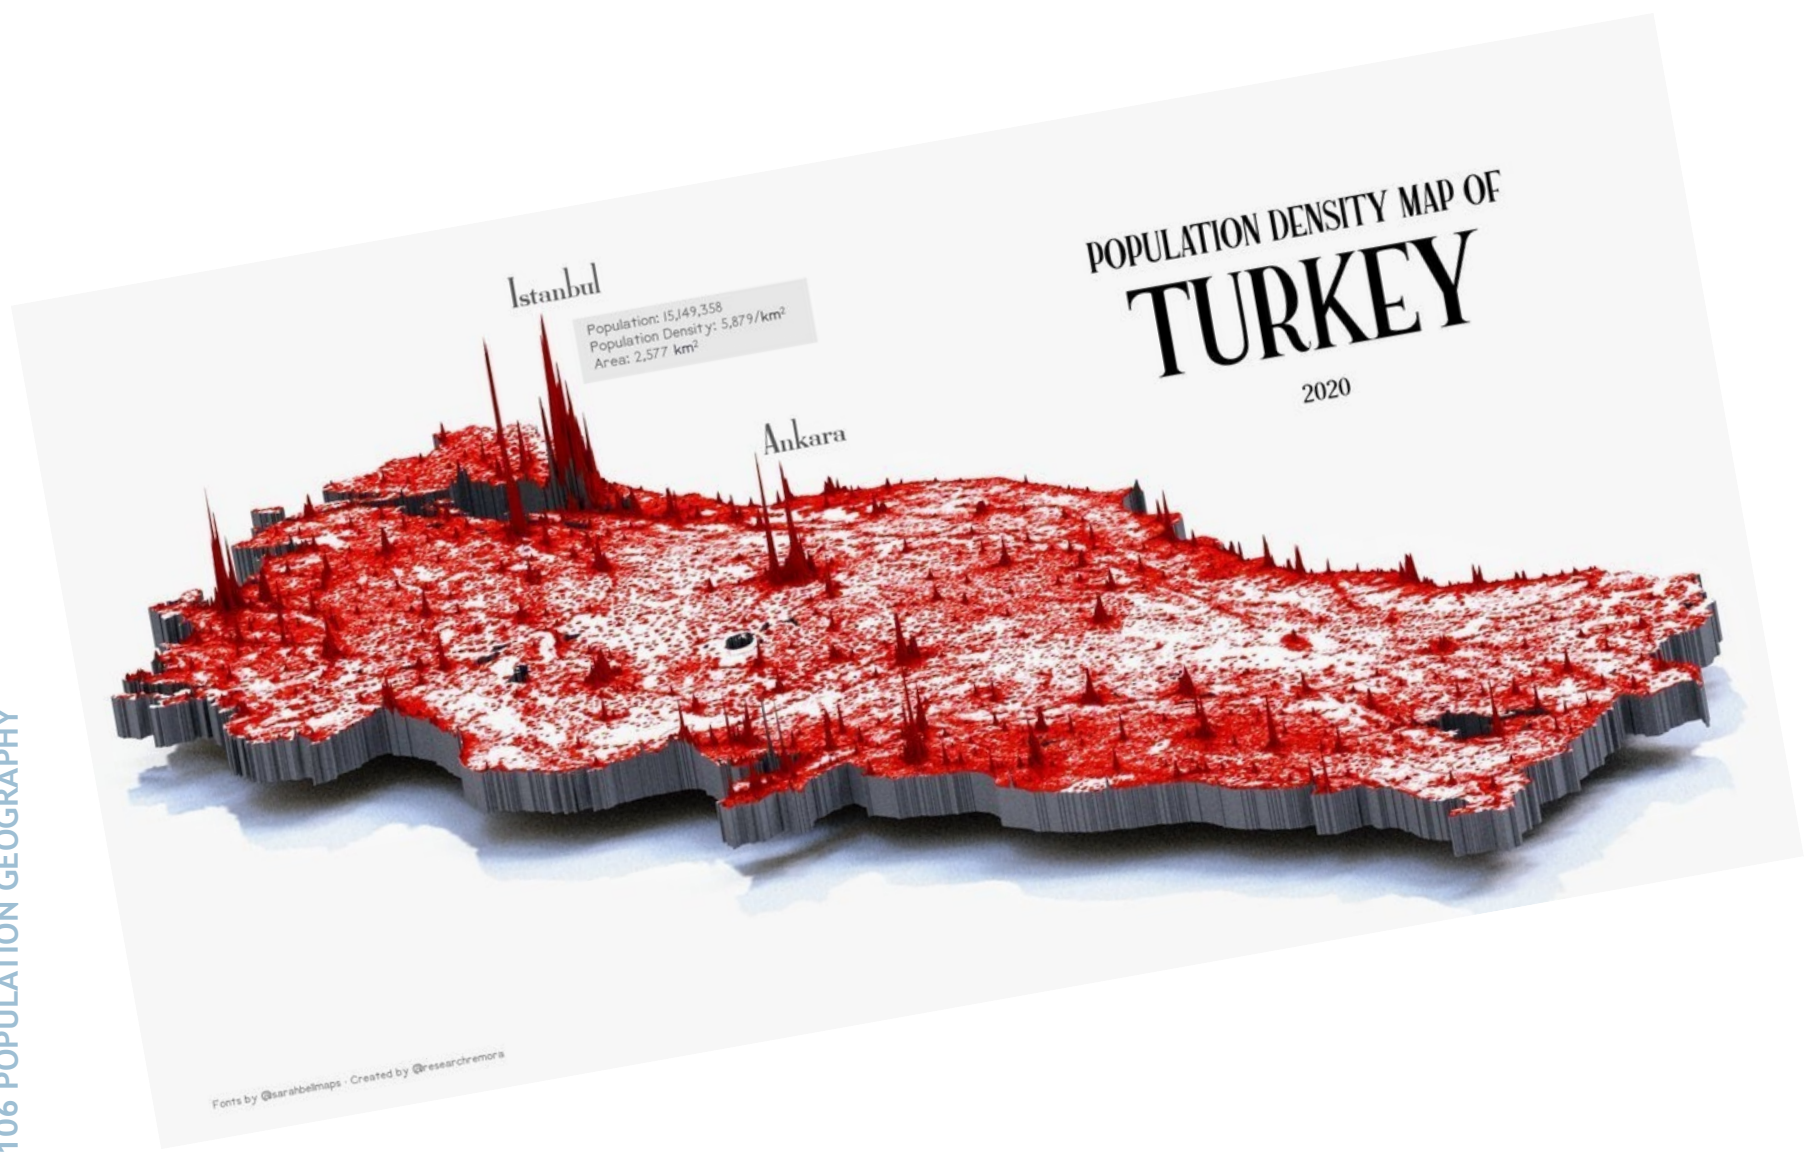 POPULATION DENSITY MAP OF
TURKEY
2020
Istanbul
Population: 15,149,358
Population Density: 5,879/km²
Area: 2,577 km²
Ankara
Fonts by @sarahbellmaps · Created by @researchremora
106 POPULATION GEOGRAPHY